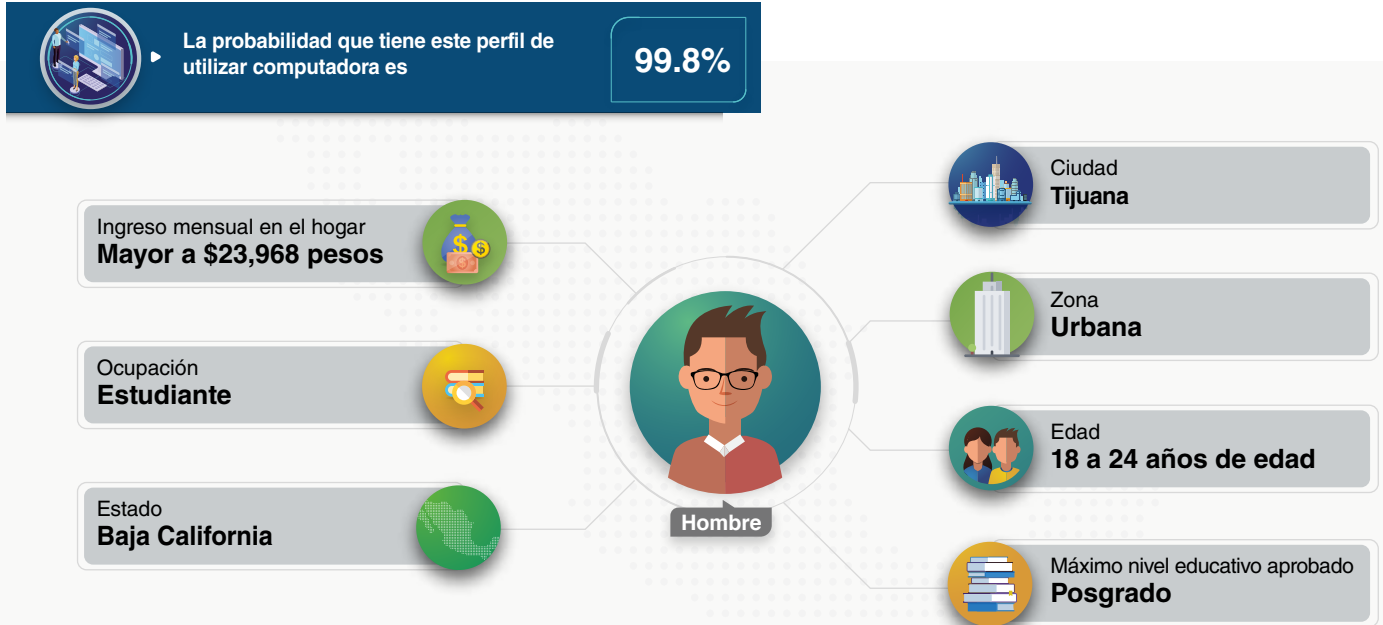 La probabilidad que tiene este perfil de
utilizar computadora es
99.8%
Ingreso mensual en el hogar
Mayor a $23,968 pesos
Ocupación
Estudiante
Estado
Baja California
Hombre
Ciudad
Tijuana
Zona
Urbana
Edad
18 a 24 años de edad
Máximo nivel educativo aprobado
Posgrado